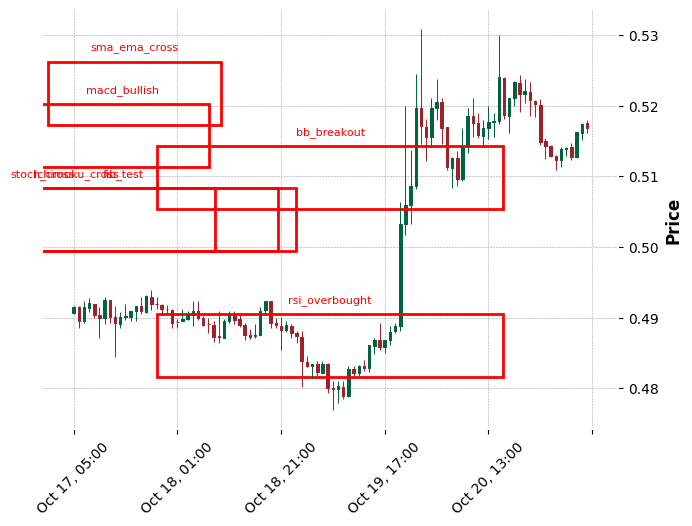 sma_ema_cross
macd_bullish
bb_breakout
fib_test
rsi_overbought
0.53
0.52
0.51
0.50
0.49
0.48
Price
Oct 17, 05:00
Oct 18, 01:00
Oct 18, 21:00
Oct 19, 17:00
Oct 20, 13:00